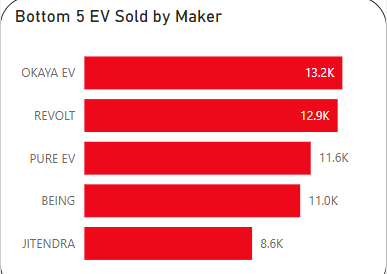 Bottom 5 EV Sold by Maker
OKAYA EV 13.2K
REVOLT 12.9K
PURE EV 11.6K
BEING 11.0K
JITENDRA 8.6K